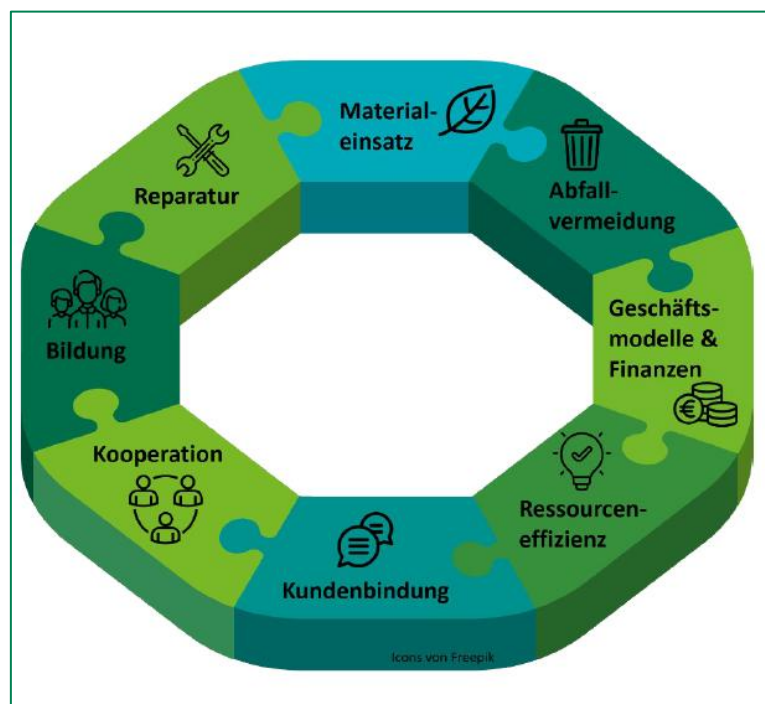 Material-
einsatz
Abfall-
vermeidung
Geschäfts-
modelle &
Finanzen
€
Ressourcen-
effizienz
Kundenbindung
Kooperation
Bildung
Reparatur
Icons von Freepik